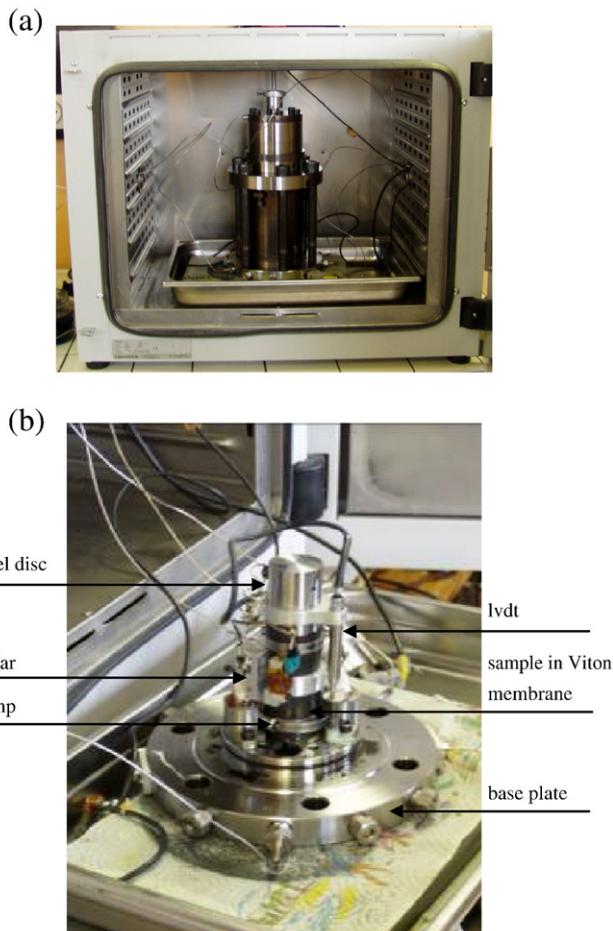 (a)
(b)
el disc
lvdt
ar
sample in Viton
np
membrane
base plate